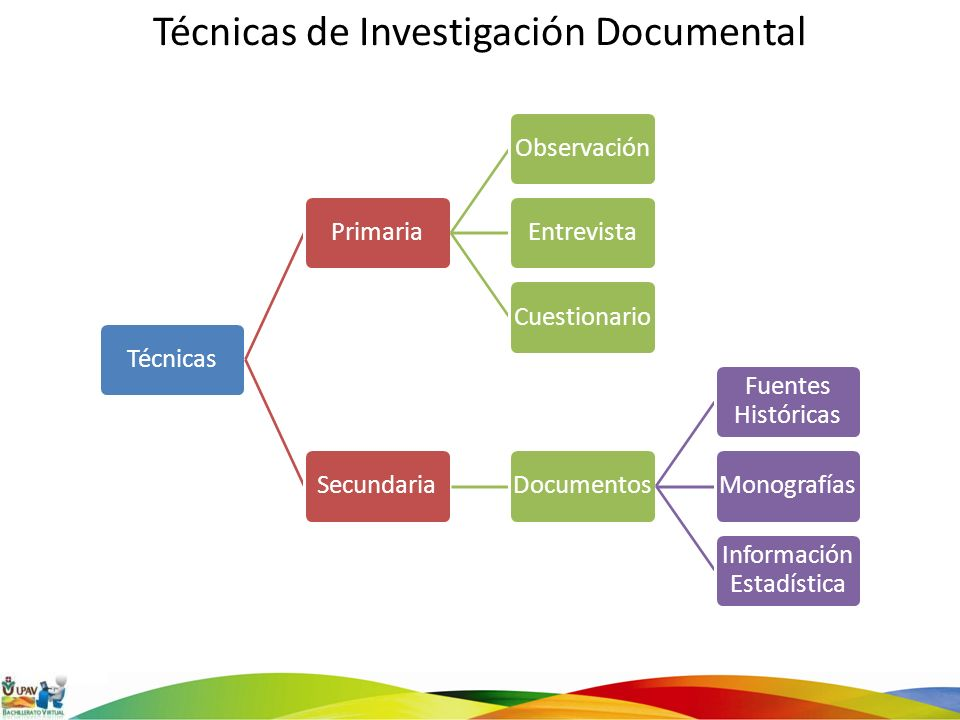 Técnicas de Investigación Documental
Observación
Primaria
Entrevista
Cuestionario
Técnicas
Fuentes
Históricas
Secundaria
Documentos
Monografías
Información
Estadística
UPAV
BACHILLERATO VIRTUAL